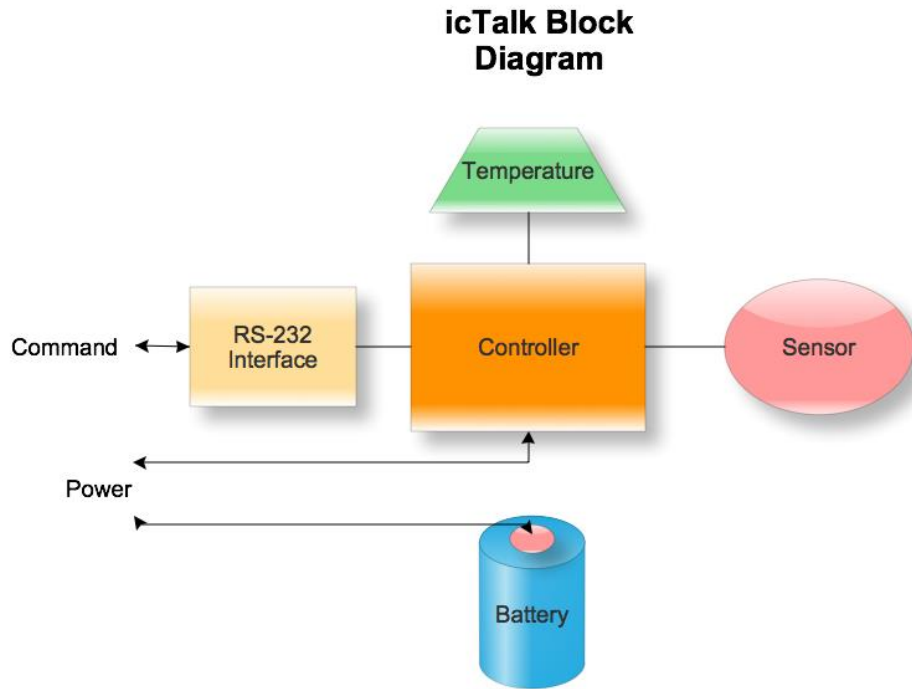 icTalk Block
Diagram
Temperature
Command
RS-232
Interface
Controller
Sensor
Power
Battery